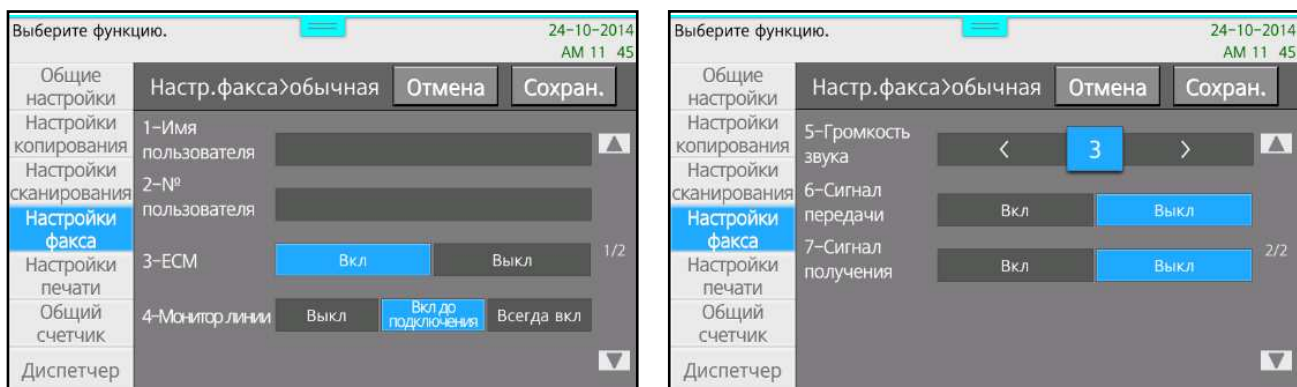 Выберите функцию.
24-10-2014
AM 11 45
Общие
настройки
Настройки
копирования
Настройки
сканирования
Настройки
факса
Настройки
печати
Общий
счетчик
Диспетчер
Настр.факса>обычная
Отмена
Сохран.
1-Имя
пользователя
2-№
пользователя
3-ECM
Вкл
Выкл
1/2
4-Монитор линии
Выкл
Вкл до
подключения
Всегда вкл
Выберите функцию.
24-10-2014
AM 11 45
Общие
настройки
Настройки
копирования
Настройки
сканирования
Настройки
факса
Настройки
печати
Общий
счетчик
Диспетчер
Настр.факса>обычная
Отмена
Сохран.
5-Громкость
звука
<
3
>
6-Сигнал
передачи
Вкл
Выкл
7-Сигнал
получения
Вкл
Выкл
2/2